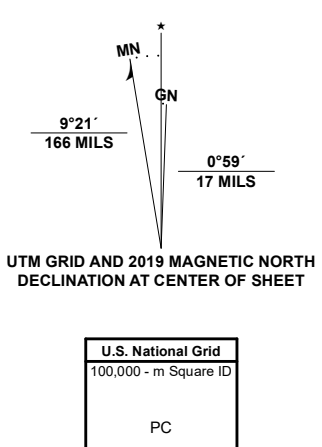 ★
MN
GN
9°21´
166 MILS
0°59´
17 MILS
UTM GRID AND 2019 MAGNETIC NORTH
DECLINATION AT CENTER OF SHEET
U.S. National Grid
100,000 - m Square ID
PC